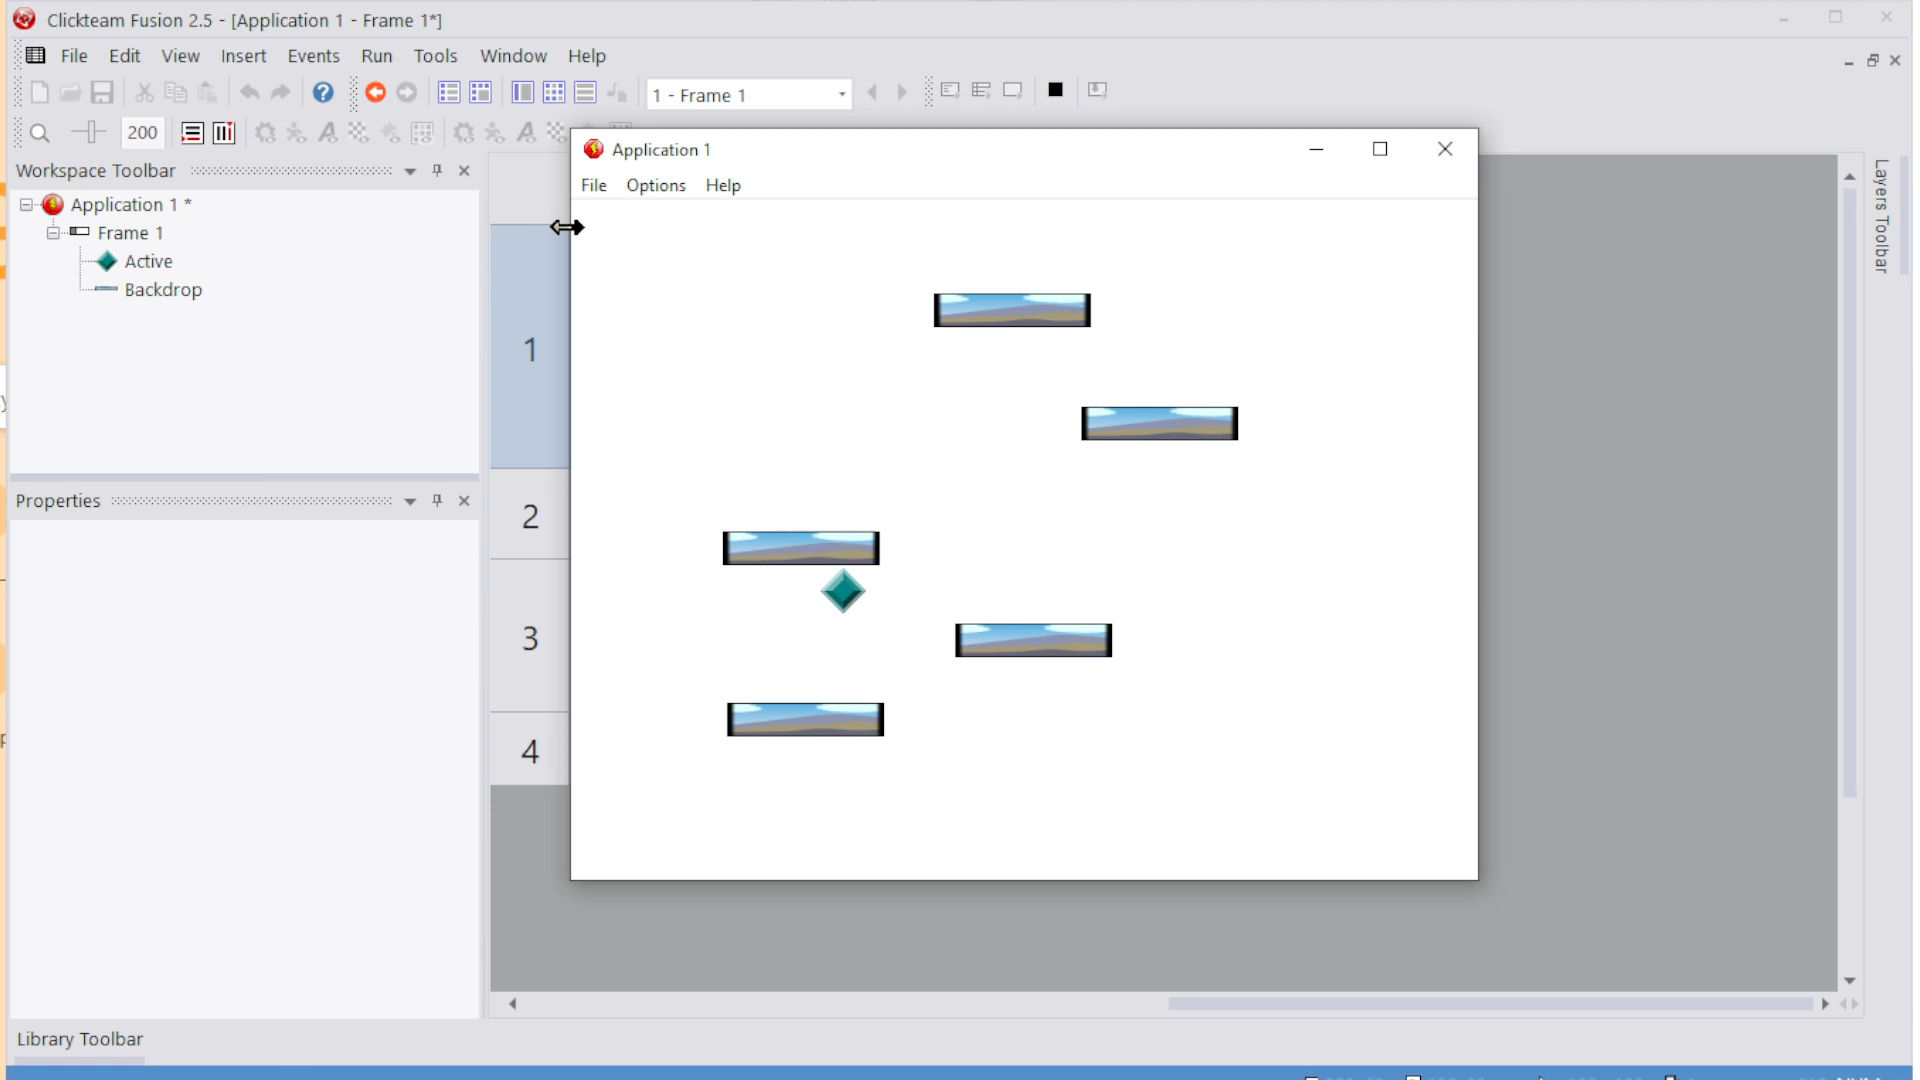 Clickteam Fusion 2.5 - [Application 1 - Frame 1*]
File Edit View Insert Events Run Tools Window Help
1 - Frame 1
200
Workspace Toolbar
Application 1 *
Frame 1
Active
Backdrop
Properties
Library Toolbar
1
2
3
4
Application 1
File Options Help
Layers Toolbar